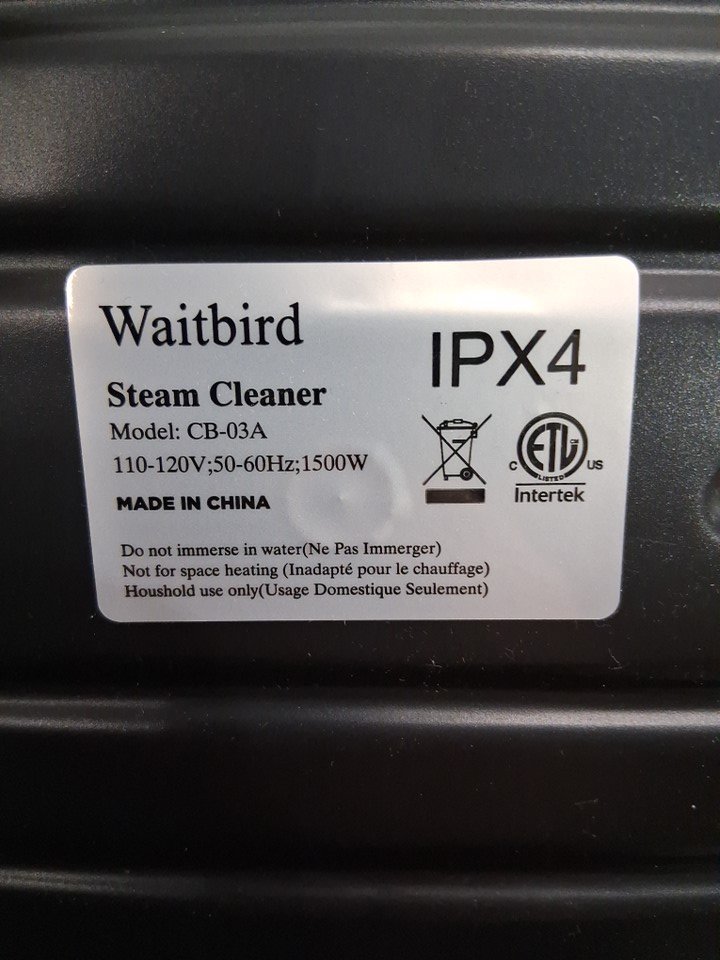 Waitbird
IPX4
Steam Cleaner
Model: CB-03A
110-120V;50-60Hz;1500W
MADE IN CHINA
C ETL CM US
LISTED
Intertek
Do not immerse in water(Ne Pas Immerger)
Not for space heating (Inadapté pour le chauffage)
Houshold use only(Usage Domestique Seulement)